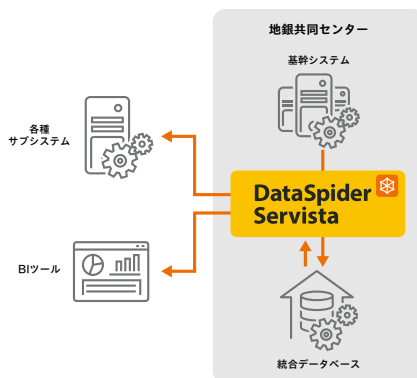 地銀共同センター
基幹システム
各種
サブシステム
DataSpider
Servista
BIツール
統合データベース